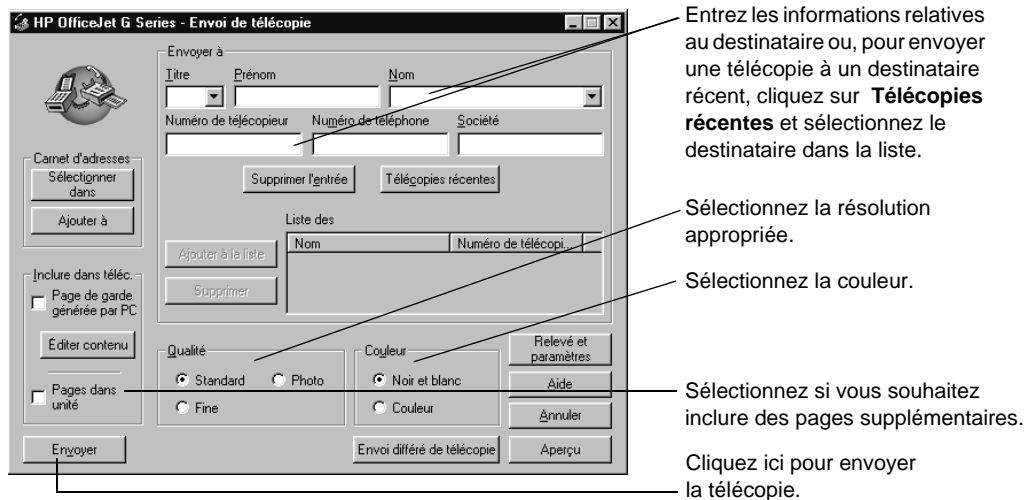 HP OfficeJet G Series - Envoi de télécopie
Envoyer à
Titre Prénom Nom
Numéro de télécopieur Numéro de téléphone Société
Carnet d'adresses
Sélectionner
dans
Ajouter à
Supprimer l'entrée Télécopies récentes
Liste des
Nom Numéro de télécopi...
Ajouter à la liste
Supprimer
Inclure dans téléc.
Page de garde
générée par PC
Éditer contenu
Pages dans
unité
Qualité
Standard Photo
Fine
Couleur
Noir et blanc
Couleur
Relevé et
paramètres
Aide
Annuler
Envoyer Envoi différé de télécopie Aperçu
Entrez les informations relatives
au destinataire ou, pour envoyer
une télécopie à un destinataire
récent, cliquez sur Télécopies
récentes et sélectionnez le
destinataire dans la liste.
Sélectionnez la résolution
appropriée.
Sélectionnez la couleur.
Sélectionnez si vous souhaitez
inclure des pages supplémentaires.
Cliquez ici pour envoyer
la télécopie.